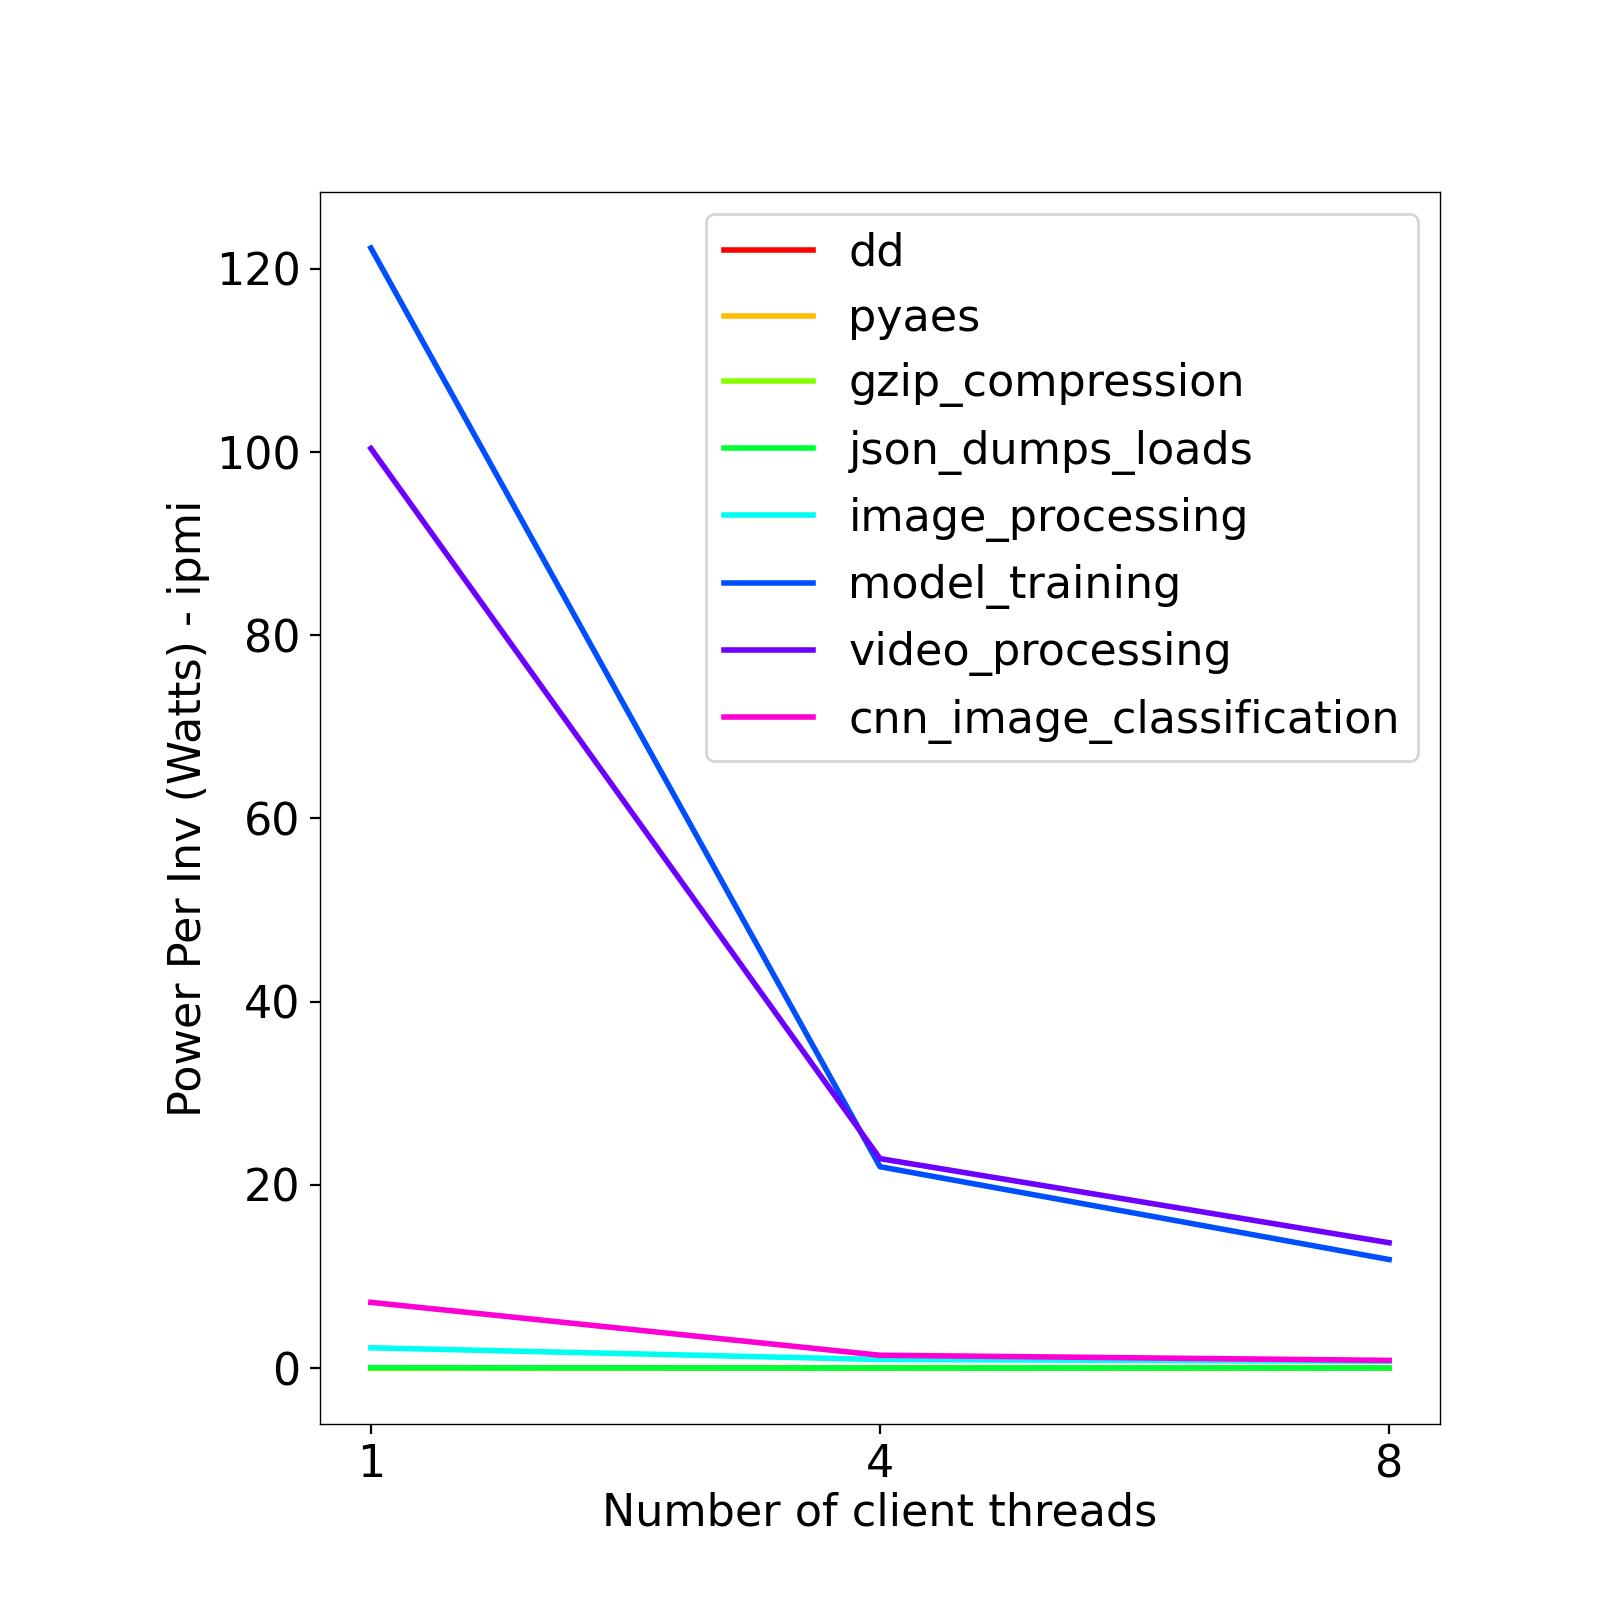 dd
pyaes
gzip_compression
json_dumps_loads
image_processing
model_training
video_processing
cnn_image_classification
Power Per Inv (Watts) - ipmi
120
100
80
60
40
20
0
1 4 8
Number of client threads